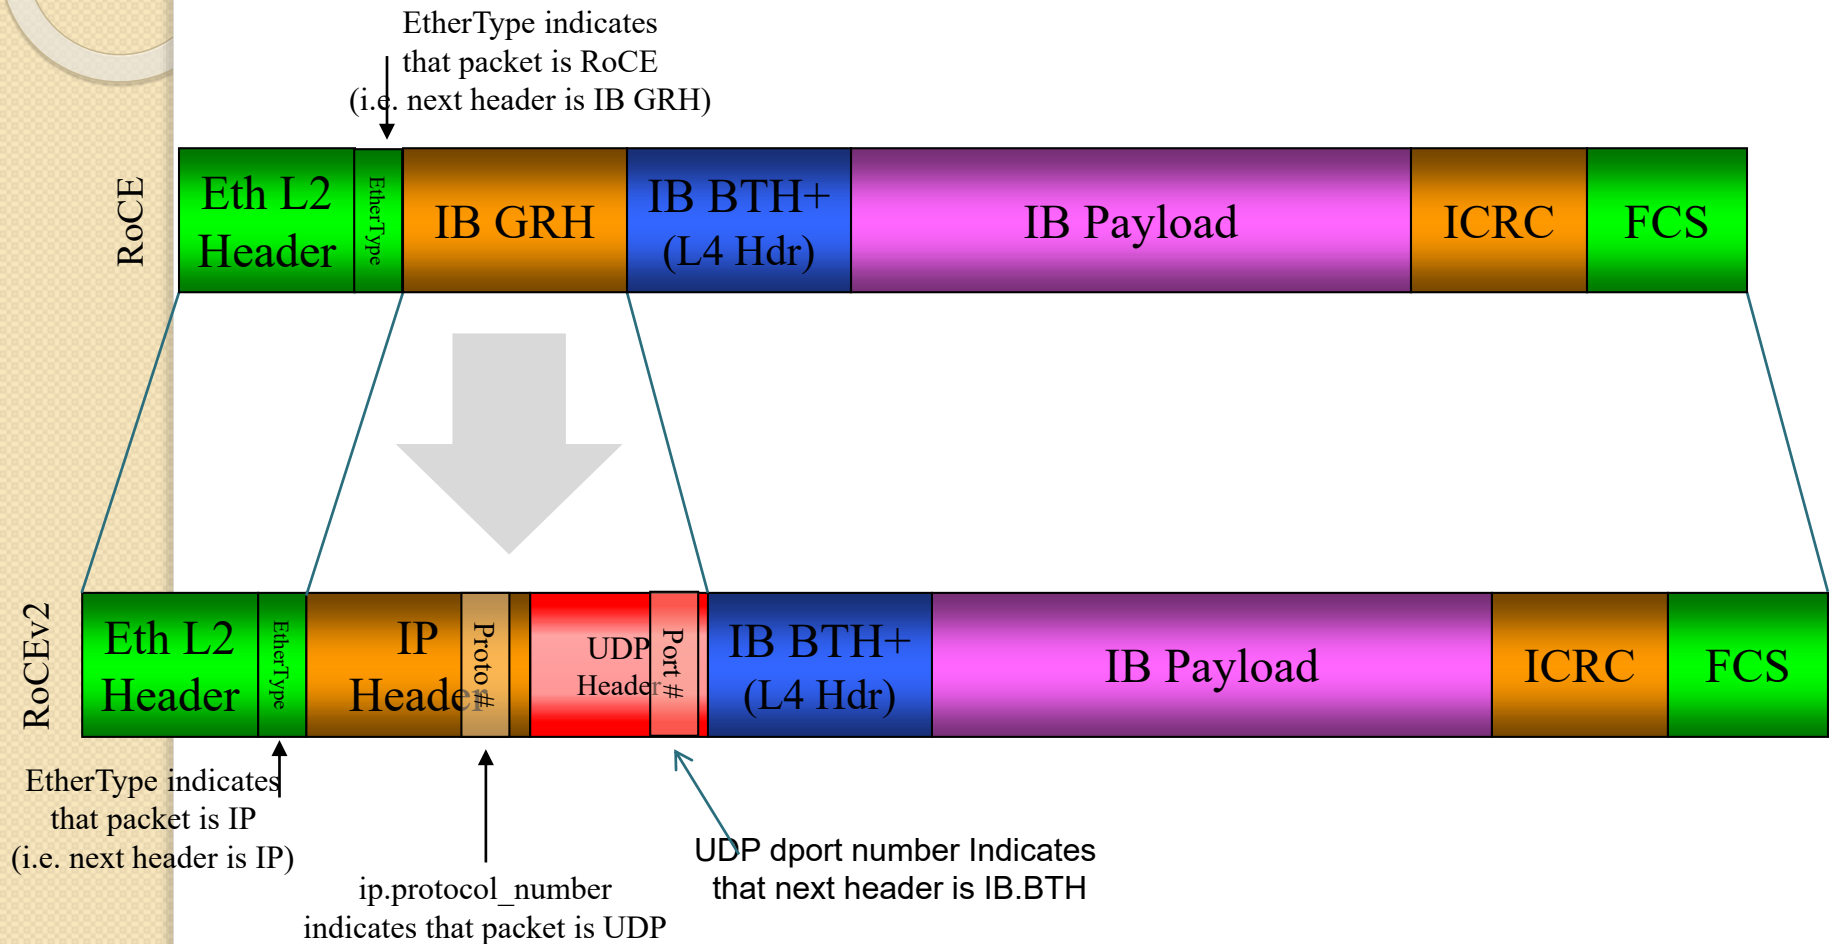 EtherType indicates
that packet is RoCE
(i.e. next header is IB GRH)
RoCE
Eth L2
Header
EtherType
IB GRH
IB BTH+
(L4 Hdr)
IB Payload
ICRC
FCS
RoCEv2
Eth L2
Header
EtherType
IP
Header
Proto #
UDP
Header
Port #
IB BTH+
(L4 Hdr)
IB Payload
ICRC
FCS
EtherType indicates
that packet is IP
(i.e. next header is IP)
ip.protocol_number
indicates that packet is UDP
UDP dport number Indicates
that next header is IB.BTH